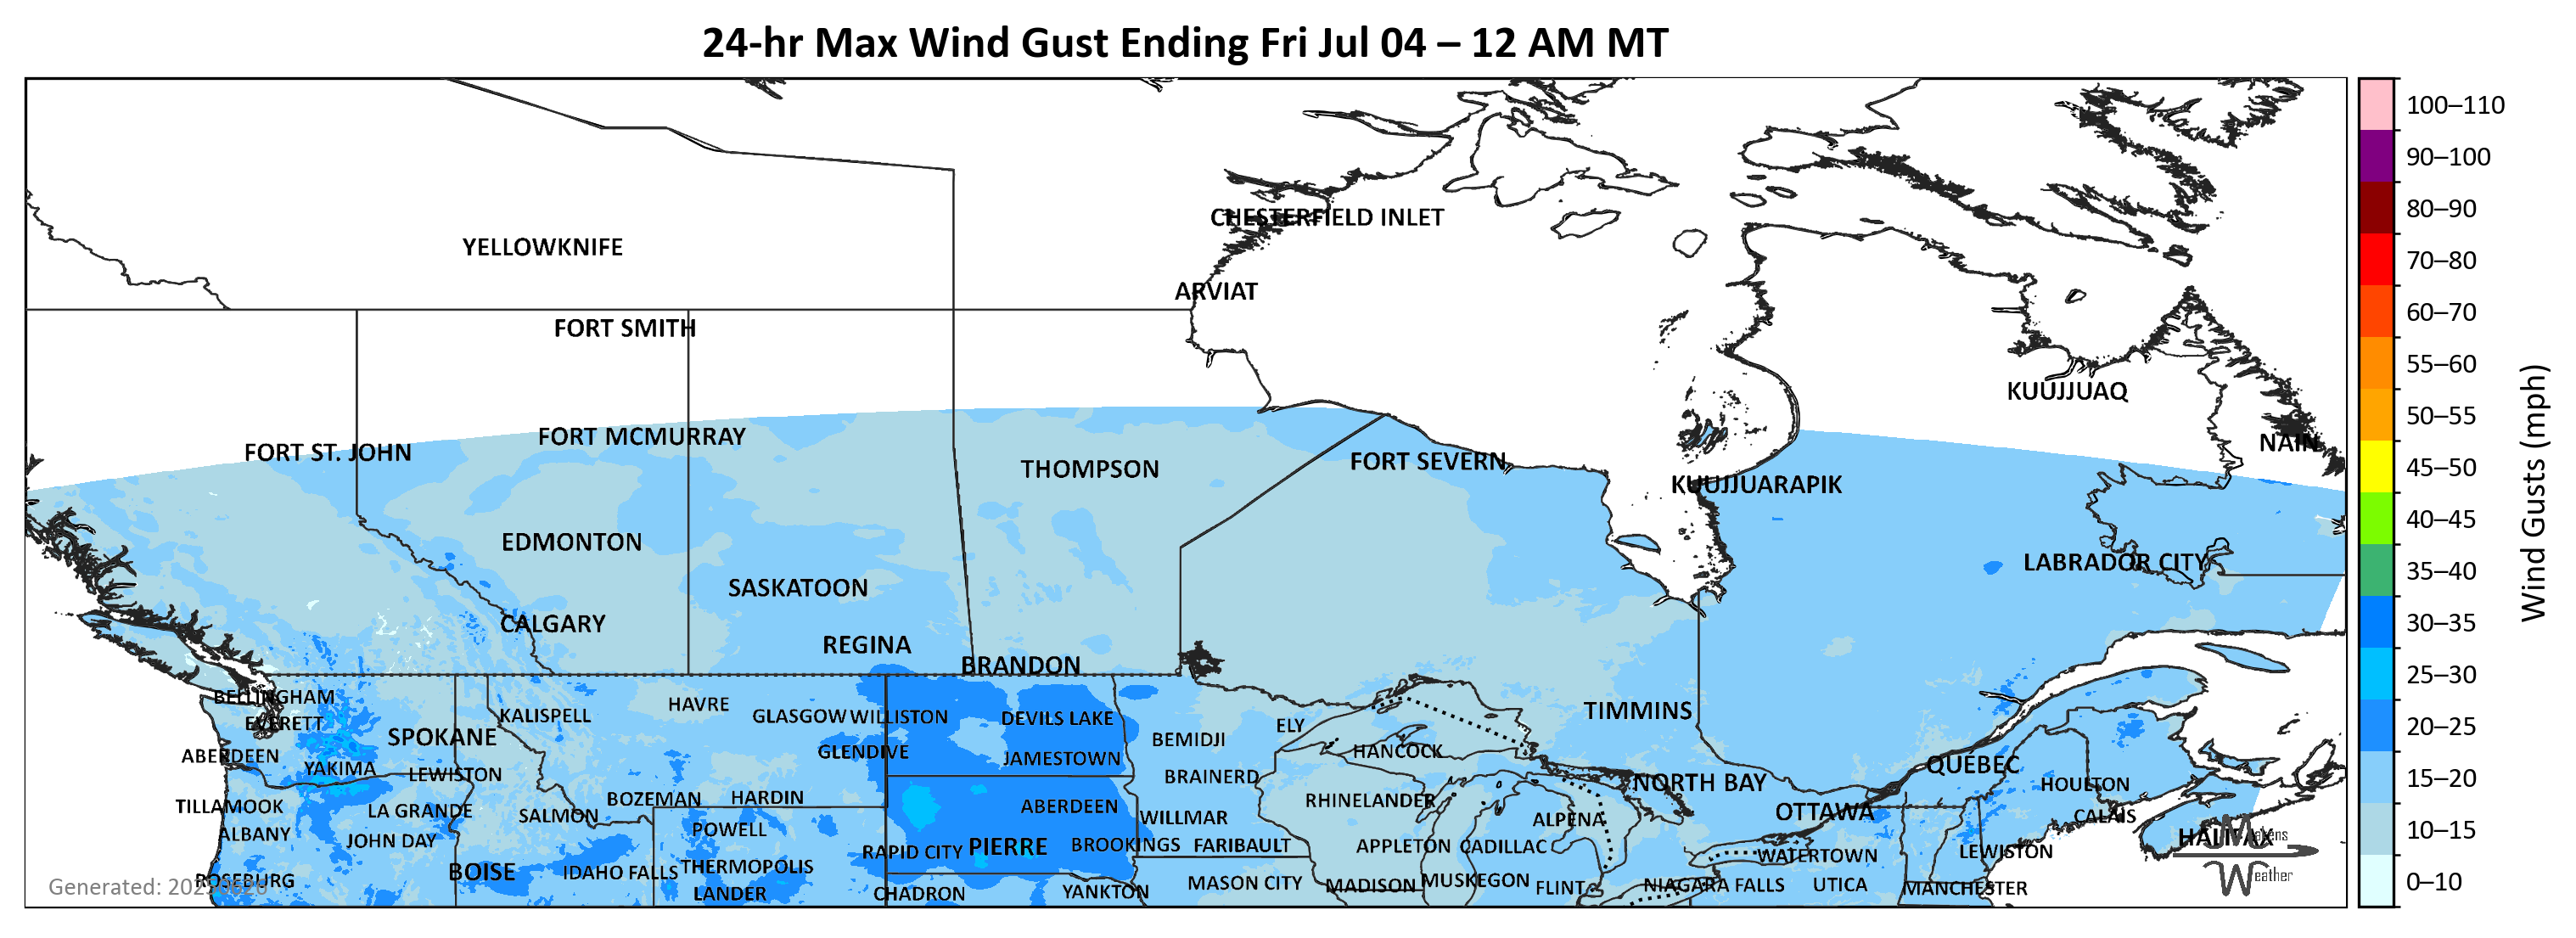 24-hr Max Wind Gust Ending Fri Jul 04 – 12 AM MT
100–110
90–100
80–90
70–80
60–70
55–60
50–55
45–50
40–45
35–40
30–35
25–30
20–25
15–20
10–15
0–10
Wind Gusts (mph)
CHESTERFIELD INLET
YELLOWKNIFE
ARVIAT
FORT SMITH
KUUJJUAQ
FORT MCMURRAY
NAIN
FORT ST. JOHN
FORT SEVERN
THOMPSON
KUUJJUARAPIK
EDMONTON
LABRADOR CITY
SASKATOON
CALGARY
REGINA
BRANDON
BELLINGHAM
HAVRE
TIMMINS
KALISPELL
GLASGOW
WILLISTON
DEVILS LAKE
EVERETT
ELY
SPOKANE
BEMIDJI
HANCOCK
ABERDEEN
GLENDIVE
JAMESTOWN
QUÉBEC
YAKIMA
LEWISTON
BRAINERD
NORTH BAY
HOULTON
BOZEMAN
HARDIN
RHINELANDER
TILLAMOOK
LA GRANDE
SALMON
ABERDEEN
WILLMAR
ALPENA
OTTAWA
CALAIS
ALBANY
JOHN DAY
POWELL
HALIFAX
Makens
RAPID CITY
PIERRE
BROOKINGS
FARIBAULT
APPLETON
CADILLAC
WATERTOWN
LEWISTON
BOISE
IDAHO FALLS
THERMOPOLIS
Weather
ROSEBURG
LANDER
CHADRON
YANKTON
MASON CITY
MADISON
MUSKEGON
FLINT
NIAGARA FALLS
UTICA
MANCHESTER
Generated: